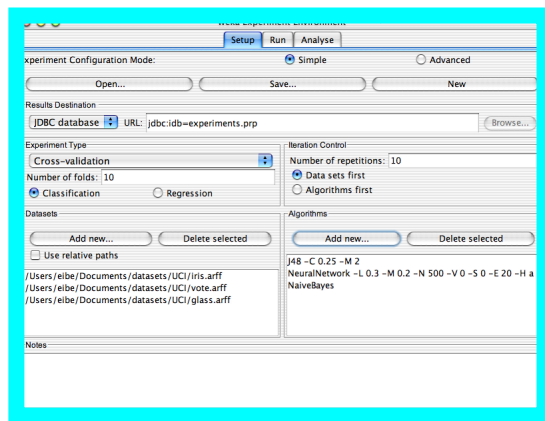 Weka Experiment Environment
Setup Run Analyse
xperiment Configuration Mode: Simple Advanced
Open... Save... New
Results Destination
JDBC database URL: jdbc:idb=experiments.prp Browse...
Experiment Type
Cross-validation
Number of folds: 10
Classification Regression
Iteration Control
Number of repetitions: 10
Data sets first
Algorithms first
Datasets
Add new... Delete selected
Use relative paths
/Users/eibe/Documents/datasets/UCI/iris.arff
/Users/eibe/Documents/datasets/UCI/vote.arff
/Users/eibe/Documents/datasets/UCI/glass.arff
Algorithms
Add new... Delete selected
J48 -C 0.25 -M 2
NeuralNetwork -L 0.3 -M 0.2 -N 500 -V 0 -S 0 -E 20 -H a
NaiveBayes
Notes